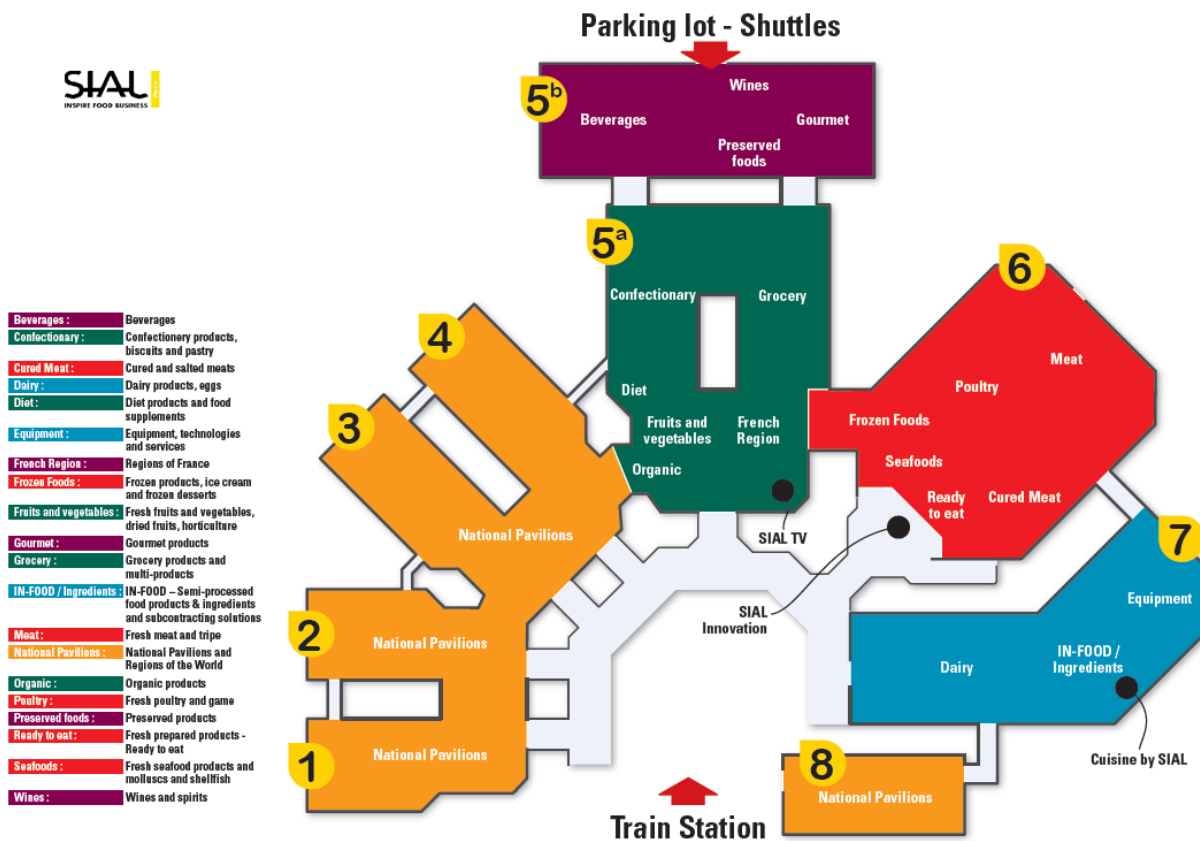 Parking lot - Shuttles
SIAL
INSPIRE FOOD BUSINESS
5b
Wines
Beverages
Gourmet
Preserved
foods
5a
Confectionary
Grocery
Diet
Fruits and
vegetables
French
Region
Organic
SIAL TV
6
Meat
Poultry
Frozen Foods
Seafoods
Ready
to eat
Cured Meat
SIAL
Innovation
7
Equipment
IN-FOOD /
Ingredients
Dairy
Cuisine by SIAL
4
3
National Pavilions
2
National Pavilions
1
National Pavilions
8
National Pavilions
Train Station
Beverages : Beverages
Confectionary : Confectionery products,
biscuits and pastry
Cured Meat : Cured and salted meats
Dairy : Dairy products, eggs
Diet : Diet products and food
supplements
Equipment : Equipment, technologies
and services
French Region : Regions of France
Frozen Foods : Frozen products, ice cream
and frozen desserts
Fruits and vegetables : Fresh fruits and vegetables,
dried fruits, horticulture
Gourmet : Gourmet products
Grocery : Grocery products and
multi-products
IN-FOOD / Ingredients : IN-FOOD – Semi-processed
food products & ingredients
and subcontracting solutions
Meat : Fresh meat and tripe
National Pavilions : National Pavilions and
Regions of the World
Organic : Organic products
Poultry : Fresh poultry and game
Preserved foods : Preserved products
Ready to eat : Fresh prepared products -
Ready to eat
Seafoods : Fresh seafood products and
molluscs and shellfish
Wines : Wines and spirits